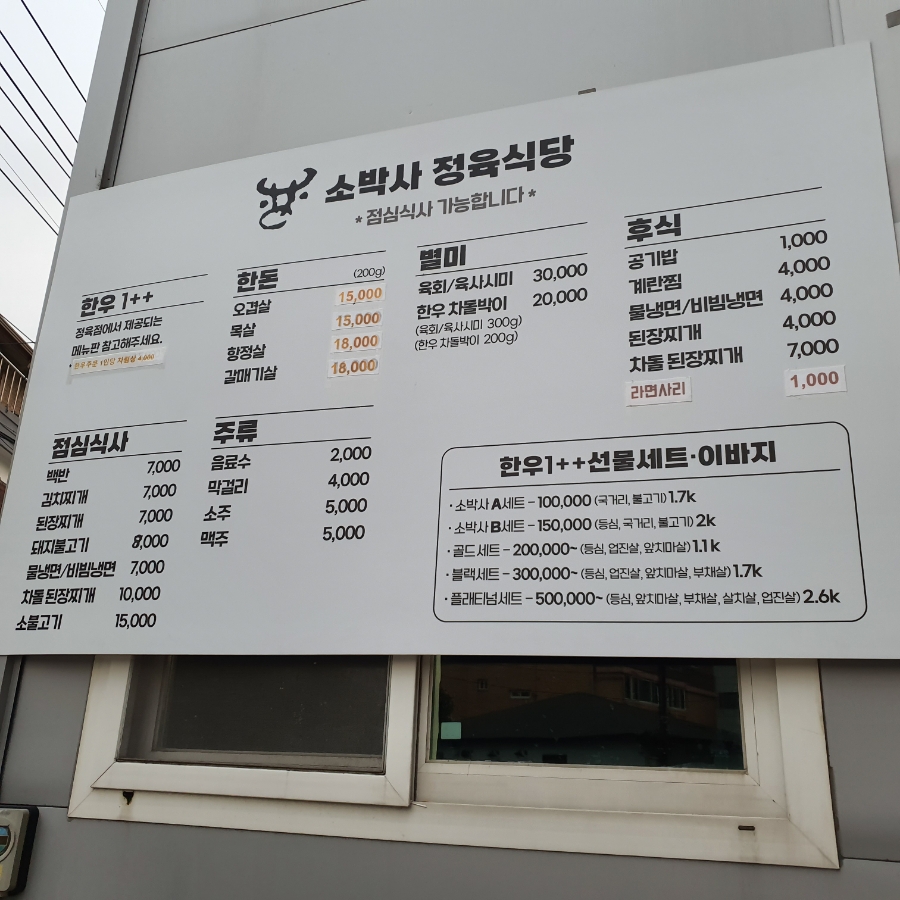 소박사 정육식당
* 점심식사 가능합니다 *
한우 1++
정육점에서 제공되는
메뉴판 참고해주세요.
* 한우 주문 1인당 차림상 4,000
한돈 (200g)
오겹살 15,000
목살 15,000
항정살 18,000
갈매기살 18,000
별미
육회/육사시미 30,000
한우 차돌박이 20,000
(육회/육사시미 300g)
(한우 차돌박이 200g)
후식
공기밥 1,000
계란찜 4,000
물냉면/비빔냉면 4,000
된장찌개 4,000
차돌 된장찌개 7,000
라면사리 1,000
점심식사
백반 7,000
김치찌개 7,000
된장찌개 7,000
돼지불고기 8,000
물냉면/비빔냉면 7,000
차돌 된장찌개 10,000
소불고기 15,000
주류
음료수 2,000
막걸리 4,000
소주 5,000
맥주 5,000
한우1++선물세트·이바지
· 소박사 A세트 - 100,000 (국거리, 불고기) 1.7k
· 소박사 B세트 - 150,000 (등심, 국거리, 불고기) 2k
· 골드세트 - 200,000~ (등심, 업진살, 앞치마살) 1.1k
· 블랙세트 - 300,000~ (등심, 업진살, 앞치마살, 부채살) 1.7k
· 플래티넘세트 - 500,000~ (등심, 앞치마살, 부채살, 살치살, 업진살) 2.6k